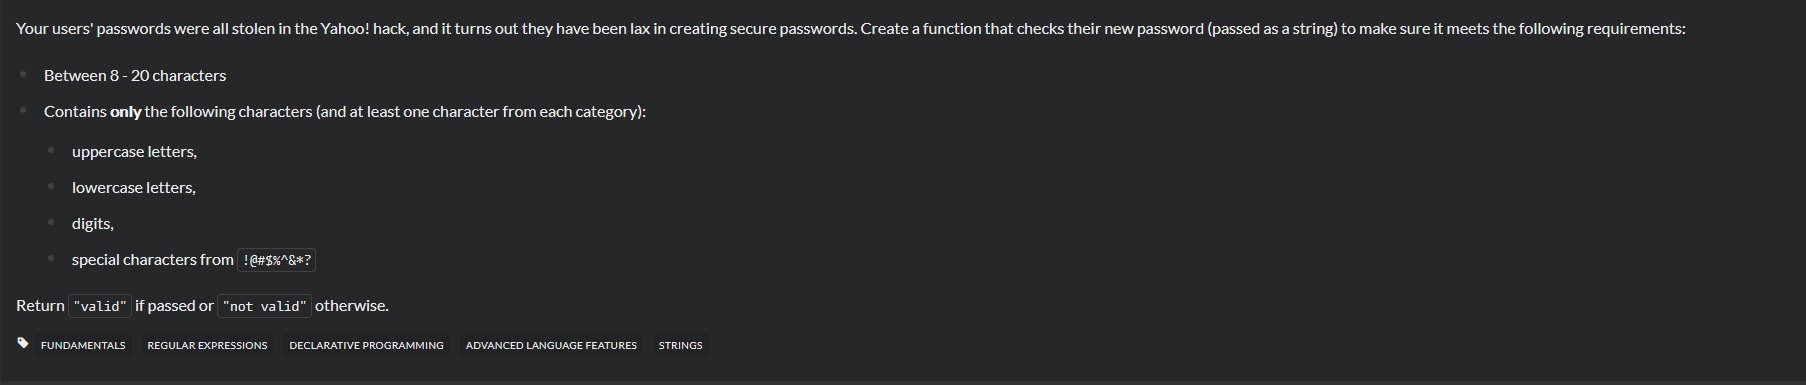 Your users' passwords were all stolen in the Yahoo! hack, and it turns out they have been lax in creating secure passwords. Create a function that checks their new password (passed as a string) to make sure it meets the following requirements:
Between 8 - 20 characters
Contains only the following characters (and at least one character from each category):
uppercase letters,
lowercase letters,
digits,
special characters from !@#$%^&*?
Return "valid" if passed or "not valid" otherwise.
FUNDAMENTALS REGULAR EXPRESSIONS DECLARATIVE PROGRAMMING ADVANCED LANGUAGE FEATURES STRINGS